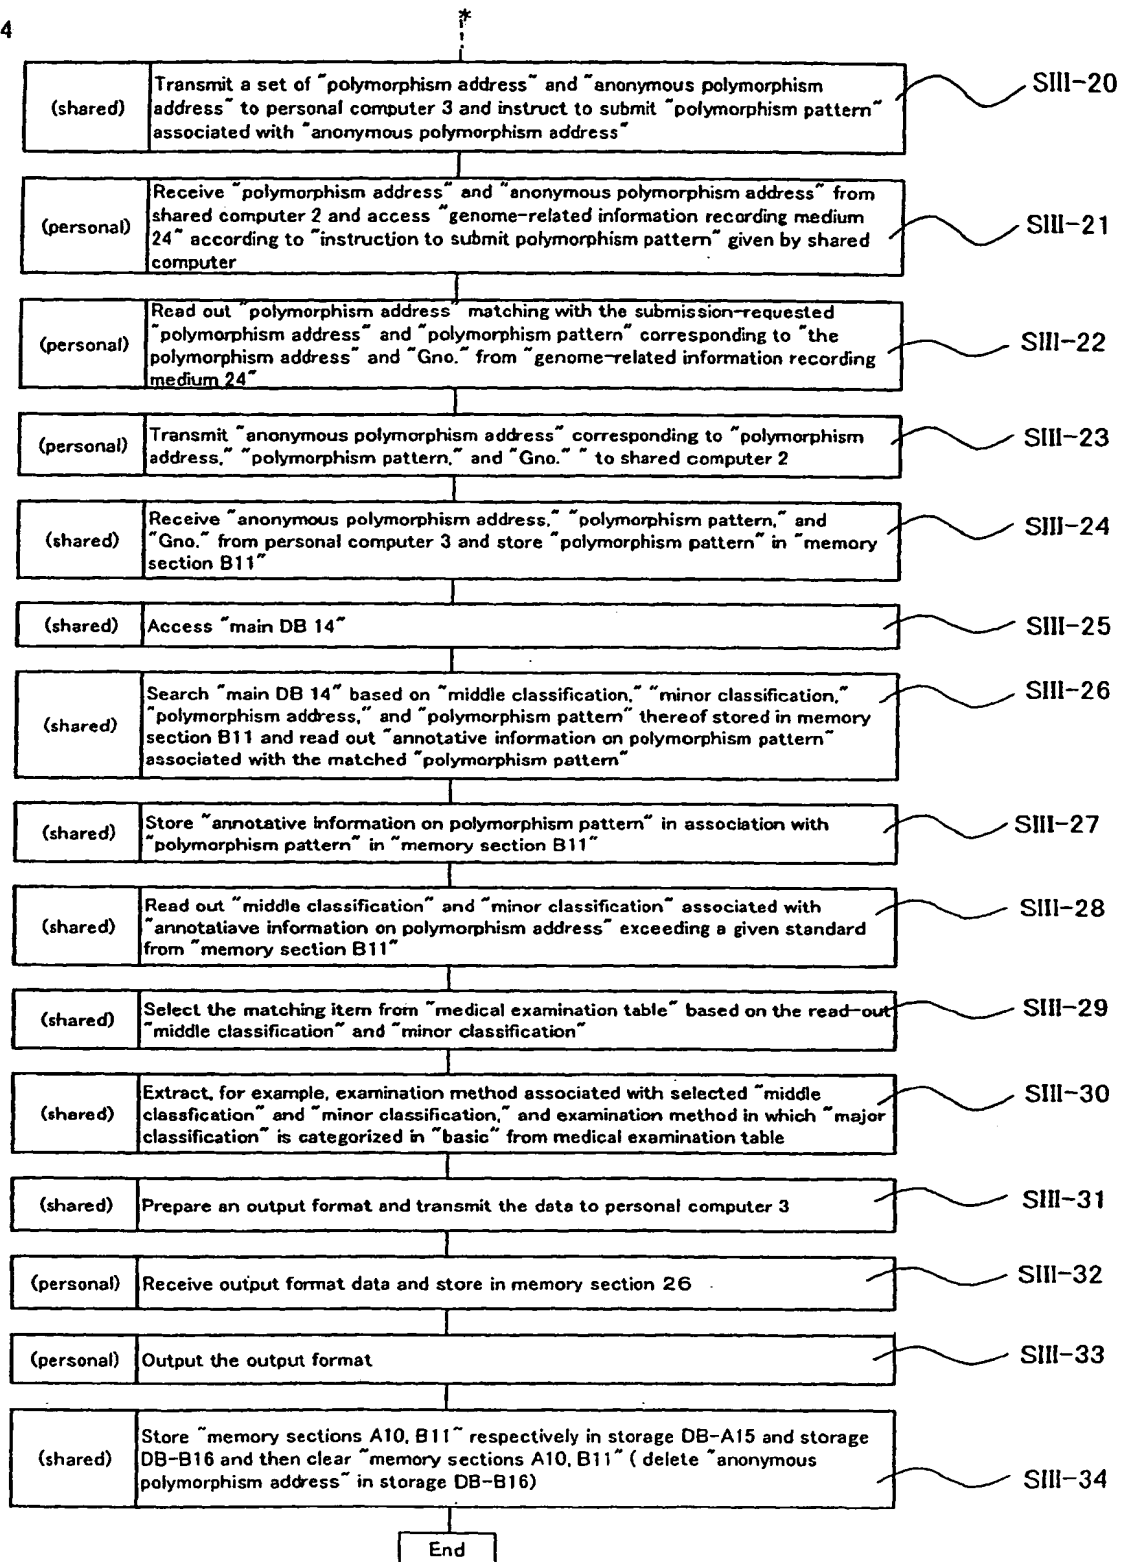 4
*
(shared)
Transmit a set of "polymorphism address" and "anonymous polymorphism
address" to personal computer 3 and instruct to submit "polymorphism pattern"
associated with "anonymous polymorphism address"
SIII-20
(personal)
Receive "polymorphism address" and "anonymous polymorphism address" from
shared computer 2 and access "genome-related information recording medium
24" according to "instruction to submit polymorphism pattern" given by shared
computer
SIII-21
(personal)
Read out "polymorphism address" matching with the submission-requested
"polymorphism address" and "polymorphism pattern" corresponding to "the
polymorphism address" and "Gno." from "genome-related information recording
medium 24"
SIII-22
(personal)
Transmit "anonymous polymorphism address" corresponding to "polymorphism
address," "polymorphism pattern," and "Gno." " to shared computer 2
SIII-23
(shared)
Receive "anonymous polymorphism address," "polymorphism pattern," and
"Gno." from personal computer 3 and store "polymorphism pattern" in "memory
section B11"
SIII-24
(shared)
Access "main DB 14"
SIII-25
(shared)
Search "main DB 14" based on "middle classification," "minor classification,"
"polymorphism address," and "polymorphism pattern" thereof stored in memory
section B11 and read out "annotative information on polymorphism pattern"
associated with the matched "polymorphism pattern"
SIII-26
(shared)
Store "annotative information on polymorphism pattern" in association with
"polymorphism pattern" in "memory section B11"
SIII-27
(shared)
Read out "middle classification" and "minor classification" associated with
"annotatiave information on polymorphism address" exceeding a given standard
from "memory section B11"
SIII-28
(shared)
Select the matching item from "medical examination table" based on the read-out
"middle classification" and "minor classification"
SIII-29
(shared)
Extract, for example, examination method associated with selected "middle
classfication" and "minor classification," and examination method in which "major
classification" is categorized in "basic" from medical examination table
SIII-30
(shared)
Prepare an output format and transmit the data to personal computer 3
SIII-31
(personal)
Receive output format data and store in memory section 26
SIII-32
(personal)
Output the output format
SIII-33
(shared)
Store "memory sections A10, B11" respectively in storage DB-A15 and storage
DB-B16 and then clear "memory sections A10, B11" ( delete "anonymous
polymorphism address" in storage DB-B16)
SIII-34
End